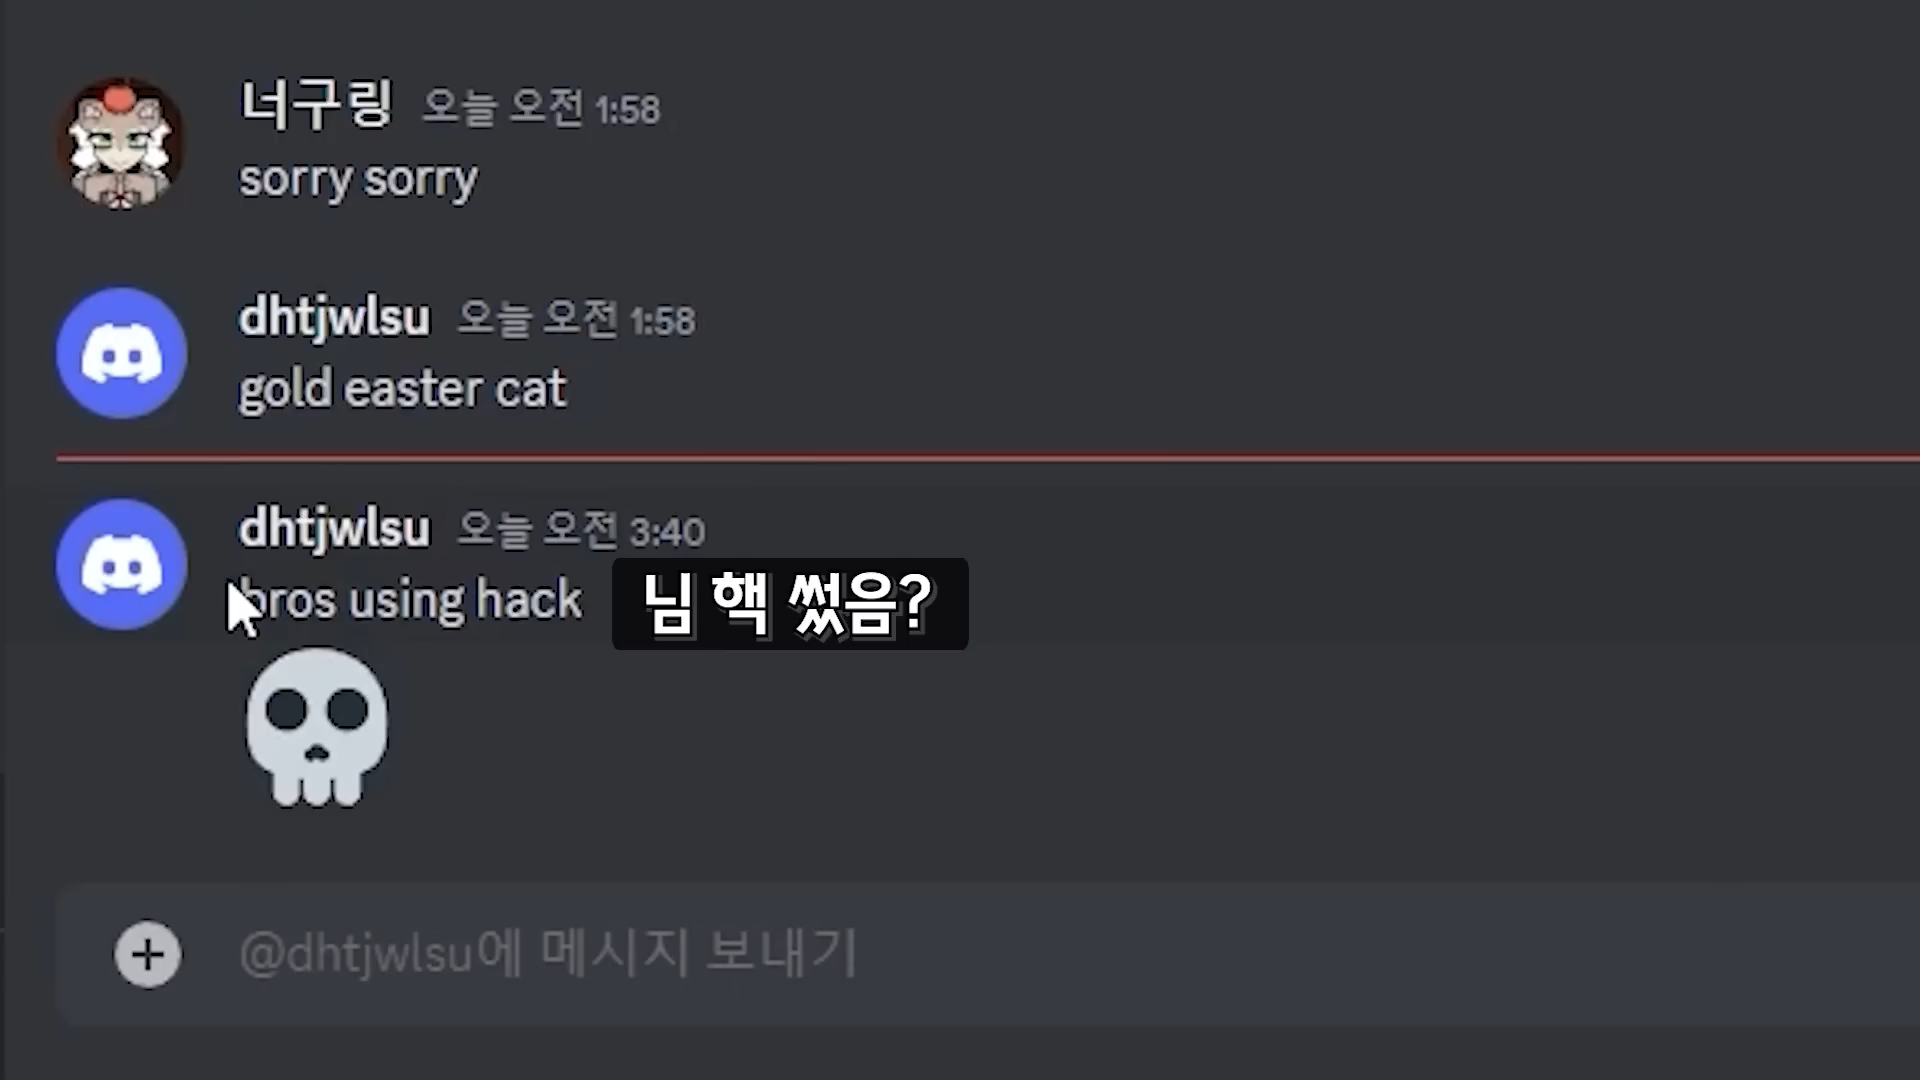 너구링 오늘 오전 1:58
sorry sorry
dhtjwlsu 오늘 오전 1:58
gold easter cat
dhtjwlsu 오늘 오전 3:40
bros using hack 님 핵 썼음?
@dhtjwlsu에 메시지 보내기